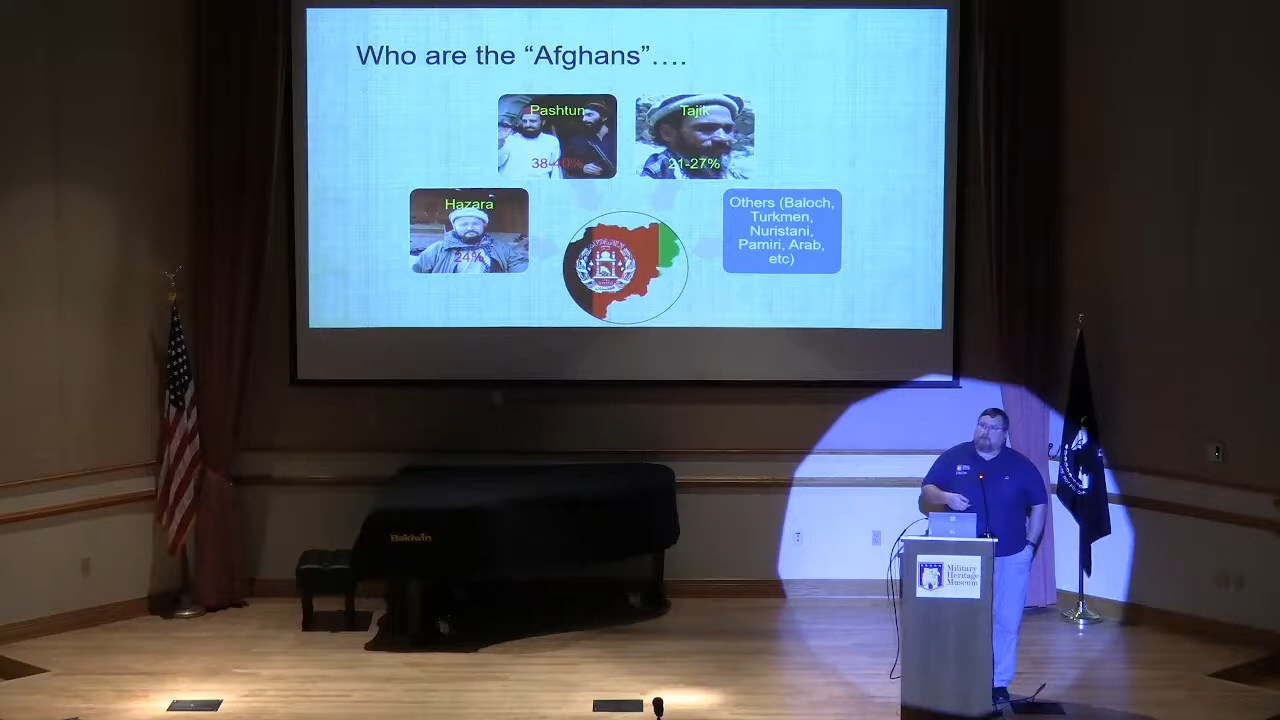 Who are the “Afghans”….
Pashtun
38-40%
Tajik
21-27%
Hazara
24%
Others (Baloch,
Turkmen,
Nuristani,
Pamiri, Arab,
etc)
Military
Heritage
Museum